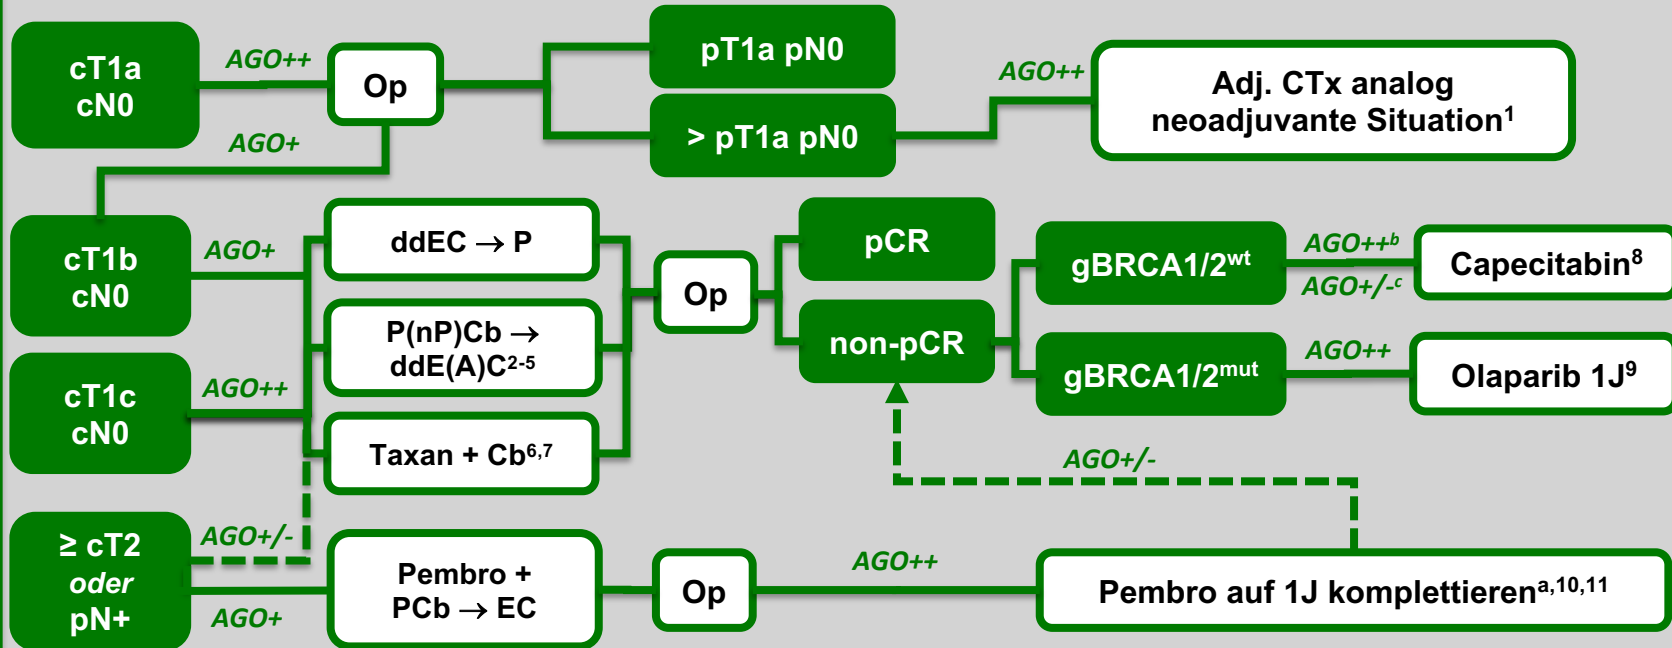 cT1a
cN0
AGO++
Op
pT1a pN0
> pT1a pN0
AGO++
Adj. CTx analog
neoadjuvante Situation¹
AGO+
cT1b
cN0
AGO+
ddEC → P
P(nP)Cb →
ddE(A)C²⁻⁵
cT1c
cN0
AGO++
Taxan + Cb⁶,⁷
Op
pCR
non-pCR
gBRCA1/2ʷᵗ
AGO++ᵇ
AGO+/-ᶜ
Capecitabin⁸
gBRCA1/2ᵐᵘᵗ
AGO++
Olaparib 1J⁹
AGO+/-
≥ cT2
oder
pN+
AGO+/-
AGO+
Pembro +
PCb → EC
Op
AGO++
Pembro auf 1J komplettierenᵃ,¹⁰,¹¹